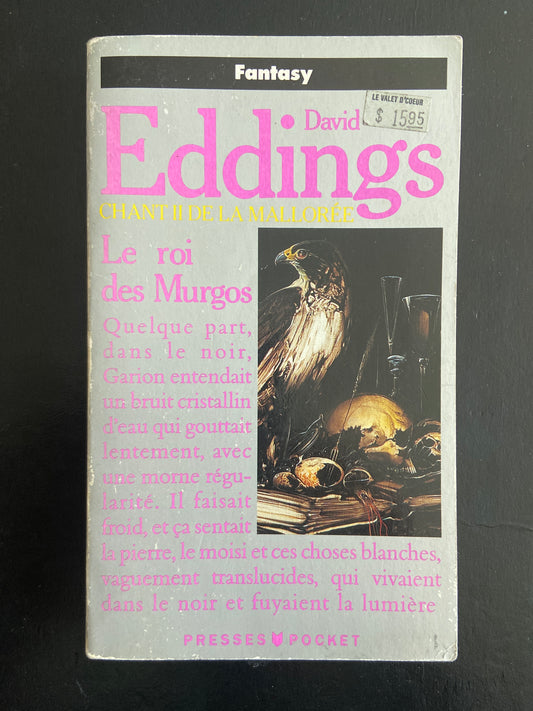 Fantasy
LE VALET D'COEUR
$ 1595
David
Eddings
CHANT II DE LA MALLORÉE
Le roi
des Murgos
Quelque part,
dans le noir,
Garion entendait
un bruit cristallin
d'eau qui gouttait
lentement, avec
une morne régu-
larité. Il faisait
froid, et ça sentait
la pierre, le moisi et ces choses blanches,
vaguement translucides, qui vivaient
dans le noir et fuyaient la lumière
PRESSES POCKET